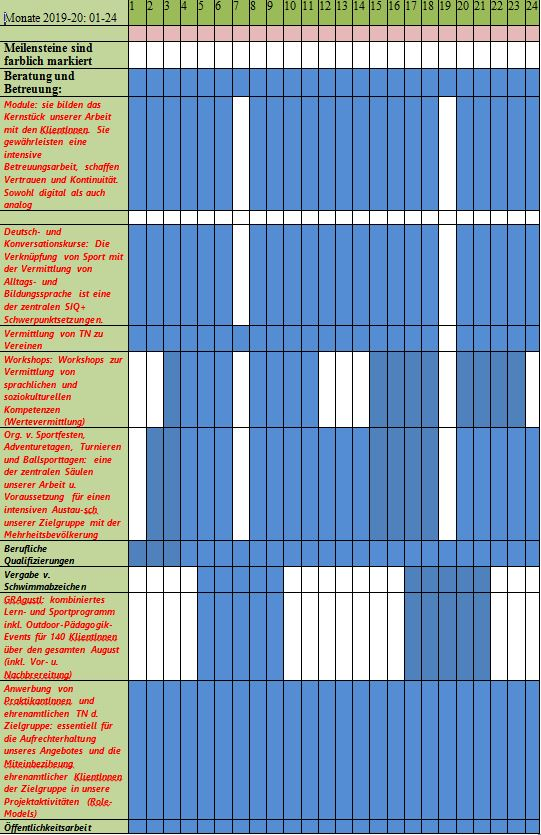 Monate 2019-20: 01-24 1 2 3 4 5 6 7 8 9 10 11 12 13 14 15 16 17 18 19 20 21 22 23 24
Meilensteine sind
farblich markiert
Beratung und
Betreuung:
Module: sie bilden das
Kernstück unserer Arbeit
mit den KlientInnen. Sie
gewährleisten eine
intensive
Betreuungsarbeit, schaffen
Vertrauen und Kontinuität.
Sowohl digital als auch
analog
Deutsch- und
Konversationskurse: Die
Verknüpfung von Sport mit
der Vermittlung von
Alltags- und
Bildungssprache ist eine
der zentralen SIQ+
Schwerpunktsetzungen.
Vermittlung von TN zu
Vereinen
Workshops: Workshops zur
Vermittlung von
sprachlichen und
soziokulturellen
Kompetenzen
(Wertevermittlung)
Org. v. Sportfesten,
Adventuretagen, Turnieren
und Ballsporttagen: eine
der zentralen Säulen
unserer Arbeit u.
Voraussetzung für einen
intensiven Austau-sch
unserer Zielgruppe mit der
Mehrheitsbevölkerung
Berufliche
Qualifizierungen
Vergabe v.
Schwimmabzeichen
GRAgustl: kombiniertes
Lern- und Sportprogramm
inkl. Outdoor-Pädagogik-
Events für 140 KlientInnen
über den gesamten August
(inkl. Vor- u.
Nachbereitung)
Anwerbung von
PraktikantInnen und
ehrenamtlichen TN d.
Zielgruppe: essentiell für
die Aufrechterhaltung
unseres Angebotes und die
Miteinbeziheung
ehrenamtlicher KlientInnen
der Zielgruppe in unsere
Projektaktivitäten (Role-
Models)
Öffentlichkeitsarbeit